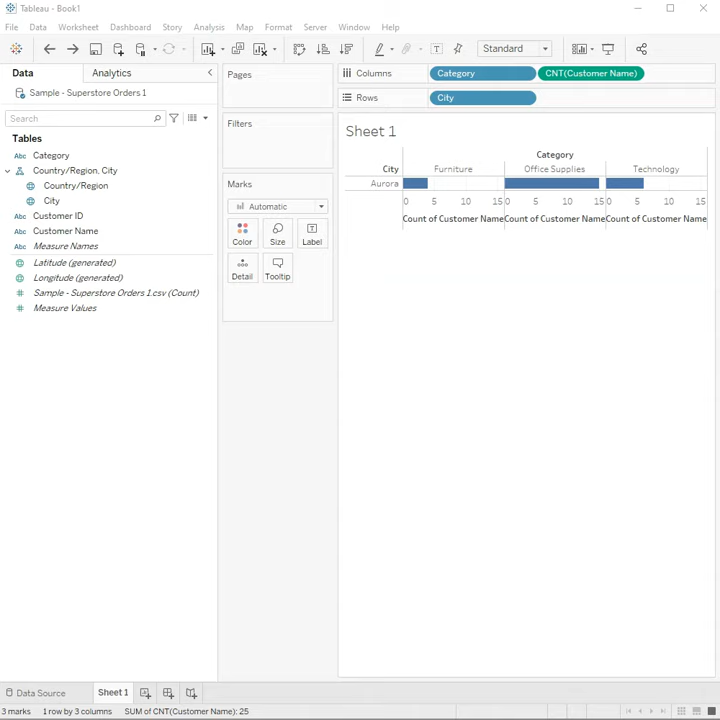 Tableau - Book1
File Data Worksheet Dashboard Story Analysis Map Format Server Window Help
Standard
Data Analytics
Sample - Superstore Orders 1
Search
Tables
Abc Category
Country/Region, City
Country/Region
City
Abc Customer ID
Abc Customer Name
Abc Measure Names
Latitude (generated)
Longitude (generated)
# Sample - Superstore Orders 1.csv (Count)
# Measure Values
Pages
Filters
Marks
Automatic
Color Size Label
Detail Tooltip
Columns Category CNT(Customer Name)
Rows City
Sheet 1
Category
City Furniture Office Supplies Technology
Aurora
0 5 10 15 0 5 10 15 0 5 10 15
Count of Customer Name Count of Customer Name Count of Customer Name
Data Source Sheet 1
3 marks 1 row by 3 columns SUM of CNT(Customer Name): 25